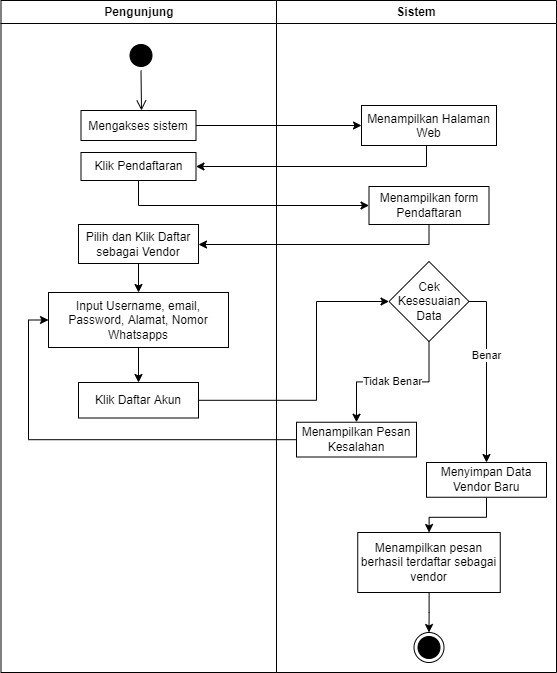 Pengunjung
Sistem
Mengakses sistem
Menampilkan Halaman
Web
Klik Pendaftaran
Menampilkan form
Pendaftaran
Pilih dan Klik Daftar
sebagai Vendor
Cek
Kesesuaian
Data
Input Username, email,
Password, Alamat, Nomor
Whatsapps
Benar
Tidak Benar
Klik Daftar Akun
Menampilkan Pesan
Kesalahan
Menyimpan Data
Vendor Baru
Menampilkan pesan
berhasil terdaftar sebagai
vendor